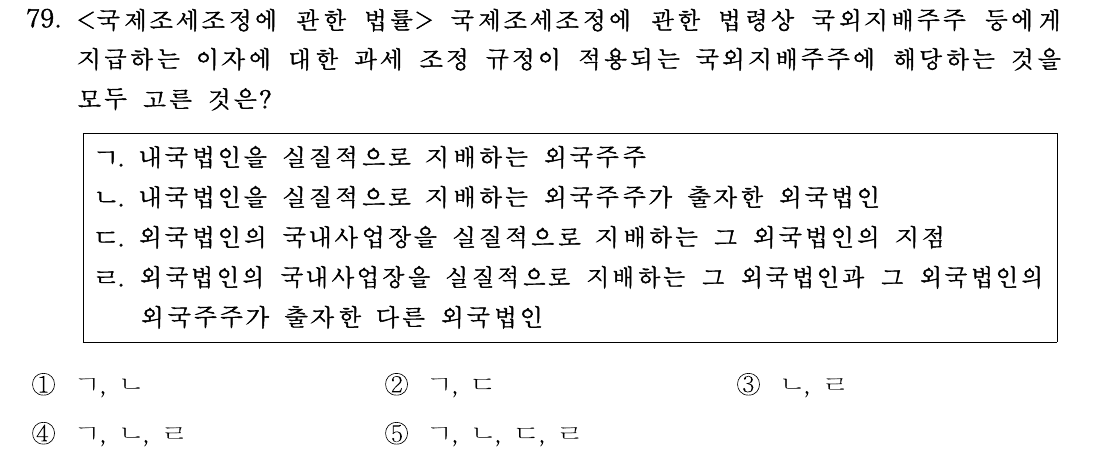 79. <국제조세조정에 관한 법률> 국제조세조정에 관한 법령상 국외지배주주 등에게
지급하는 이자에 대한 과세 조정 규정이 적용되는 국외지배주주에 해당하는 것을
모두 고른 것은?
ㄱ. 내국법인을 실질적으로 지배하는 외국주주
ㄴ. 내국법인을 실질적으로 지배하는 외국주주가 출자한 외국법인
ㄷ. 외국법인의 국내사업장을 실질적으로 지배하는 그 외국법인의 지점
ㄹ. 외국법인의 국내사업장을 실질적으로 지배하는 그 외국법인과 그 외국법인의
외국주주가 출자한 다른 외국법인
① ㄱ, ㄴ ② ㄱ, ㄷ ③ ㄴ, ㄹ
④ ㄱ, ㄴ, ㄹ ⑤ ㄱ, ㄴ, ㄷ, ㄹ